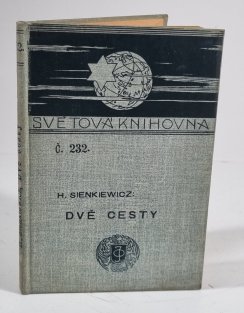 SVĚTOVÁ KNIHOVNA
Č. 232.
H. SIENKIEWICZ:
DVĚ CESTY